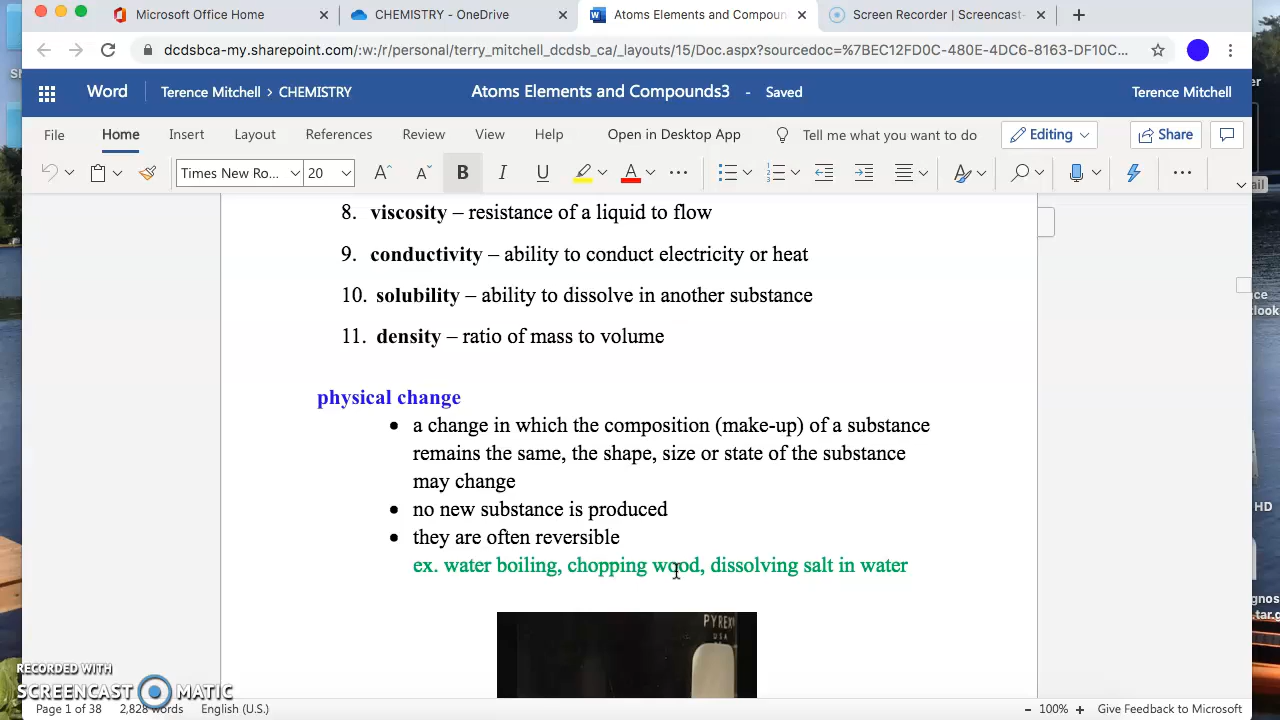 Microsoft Office Home
CHEMISTRY - OneDrive
Atoms Elements and Compoun
Screen Recorder | Screencast-
dcdsbca-my.sharepoint.com/:w:/r/personal/terry_mitchell_dcdsb_ca/_layouts/15/Doc.aspx?sourcedoc=%7BEC12FD0C-480E-4DC6-8163-DF10C...
Word Terence Mitchell > CHEMISTRY Atoms Elements and Compounds3 - Saved Terence Mitchell
File Home Insert Layout References Review View Help Open in Desktop App Tell me what you want to do Editing Share
Times New Ro... 20 A A B I U A
8. viscosity – resistance of a liquid to flow
9. conductivity – ability to conduct electricity or heat
10. solubility – ability to dissolve in another substance
11. density – ratio of mass to volume
physical change
• a change in which the composition (make-up) of a substance
remains the same, the shape, size or state of the substance
may change
• no new substance is produced
• they are often reversible
ex. water boiling, chopping wood, dissolving salt in water
PYREX
USA
RECORDED WITH
SCREENCAST MATIC
Page 1 of 38 2,828 words English (U.S.) - 100% + Give Feedback to Microsoft
HD